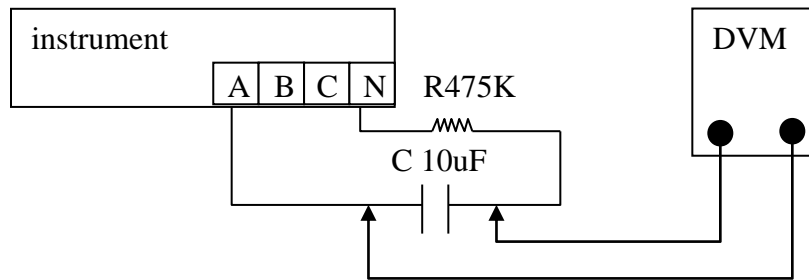 instrument
DVM
A B C N
R475K
C 10uF